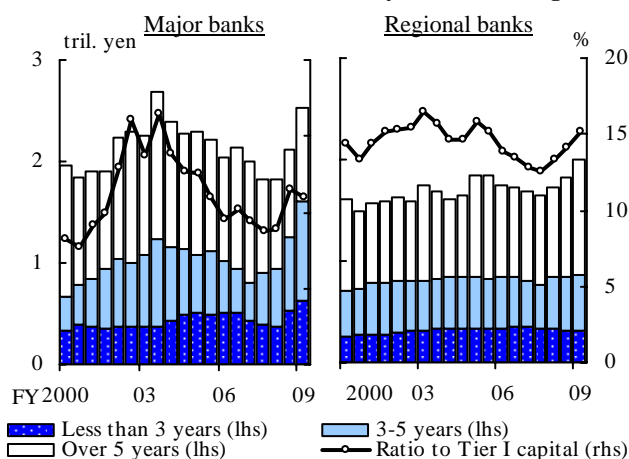 Major banks Regional banks
tril. yen %
3 20
2 15
10
1
5
0 0
FY2000 03 06 09 2000 03 06 09
Less than 3 years (lhs) 3-5 years (lhs)
Over 5 years (lhs) Ratio to Tier I capital (rhs)